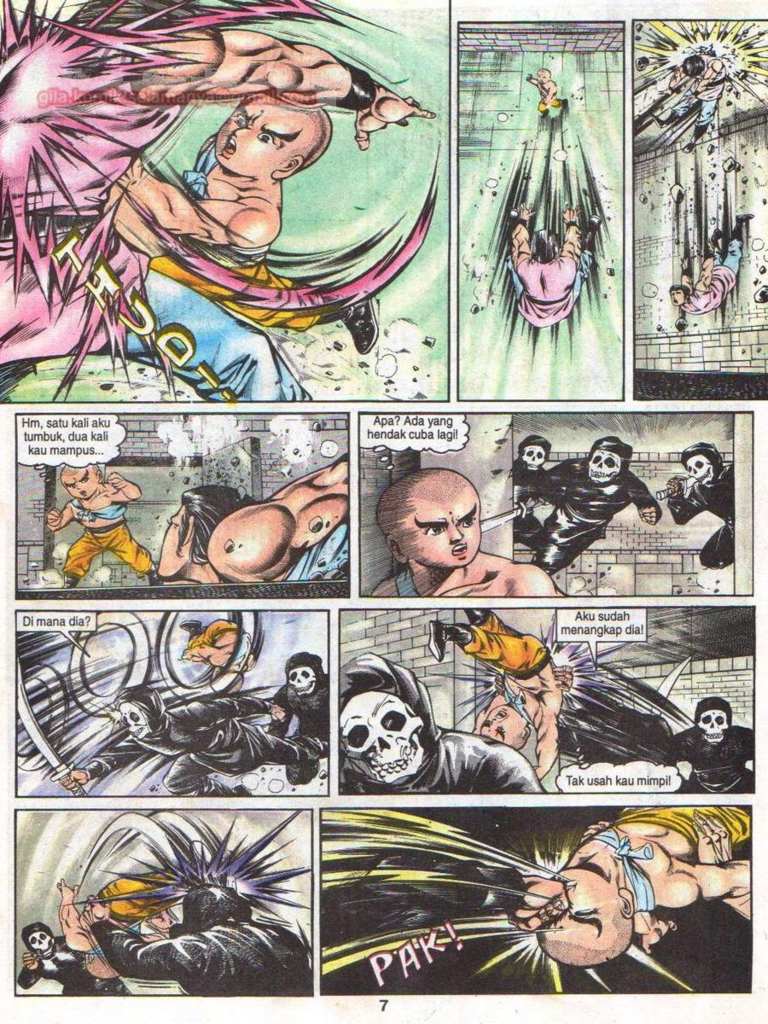 THUD!!
Hm, satu kali aku
tumbuk, dua kali
kau mampus...
Apa? Ada yang
hendak cuba lagi!
Di mana dia?
Aku sudah
menangkap dia!
Tak usah kau mimpi!
PAK!
7